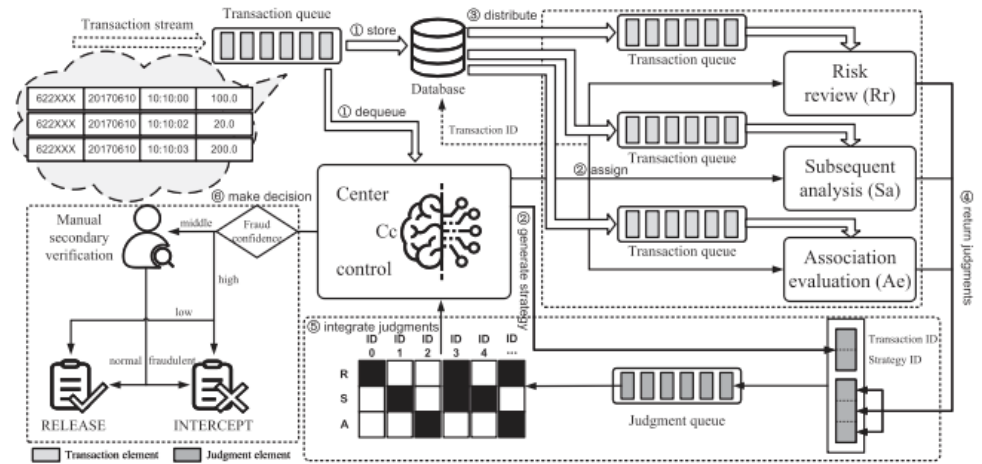 Transaction stream
Transaction queue
① store
③ distribute
Transaction queue
Risk
review (Rr)
Database
622XXX 20170610 10:10:00 100.0
622XXX 20170610 10:10:02 20.0
622XXX 20170610 10:10:03 200.0
① dequeue
Transaction ID
Transaction queue
② assign
Subsequent
analysis (Sa)
Transaction queue
Association
evaluation (Ae)
④ return judgments
⑥ make decision
Manual
secondary
verification
middle
Fraud
confidence
high
low
normal
fraudulent
RELEASE
INTERCEPT
Center
Cc
control
② generate strategy
⑤ integrate judgments
ID ID ID ID ID ID
0 1 2 3 4 ...
R
S
A
Judgment queue
Transaction ID
Strategy ID
Transaction element
Judgment element